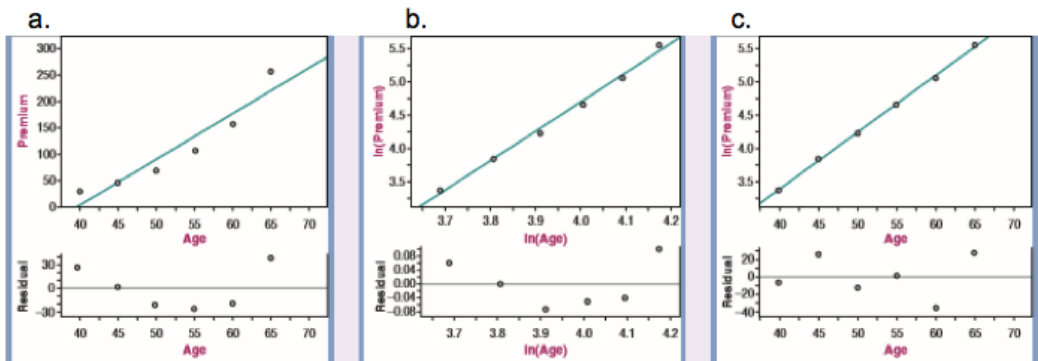 a.
300
250
200
150
100
50
0
Premium
40 45 50 55 60 65 70
Age
30
0
−30
Residual
40 45 50 55 60 65 70
Age
b.
5.5
5.0
4.5
4.0
3.5
ln(Premium)
3.7 3.8 3.9 4.0 4.1 4.2
ln(Age)
0.08
0.04
0.00
−0.04
−0.08
Residual
3.7 3.8 3.9 4.0 4.1 4.2
ln(Age)
c.
5.5
5.0
4.5
4.0
3.5
ln(Premium)
40 45 50 55 60 65 70
Age
20
0
−20
−40
Residual
40 45 50 55 60 65 70
Age